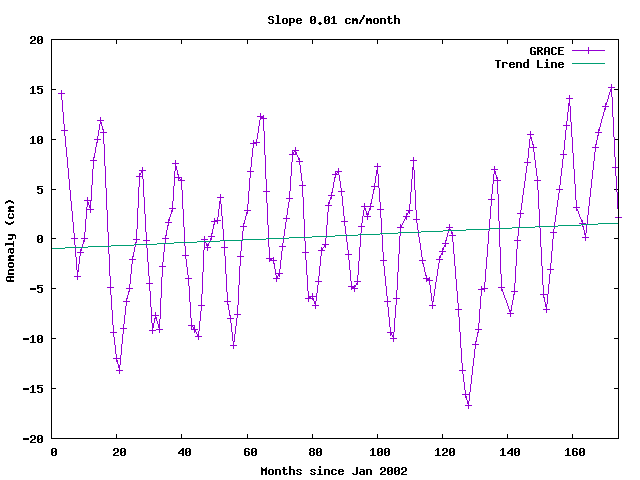 Slope 0.01 cm/month
GRACE
Trend Line
20
15
10
5
0
-5
-10
-15
-20
Anomaly (cm)
0 20 40 60 80 100 120 140 160
Months since Jan 2002